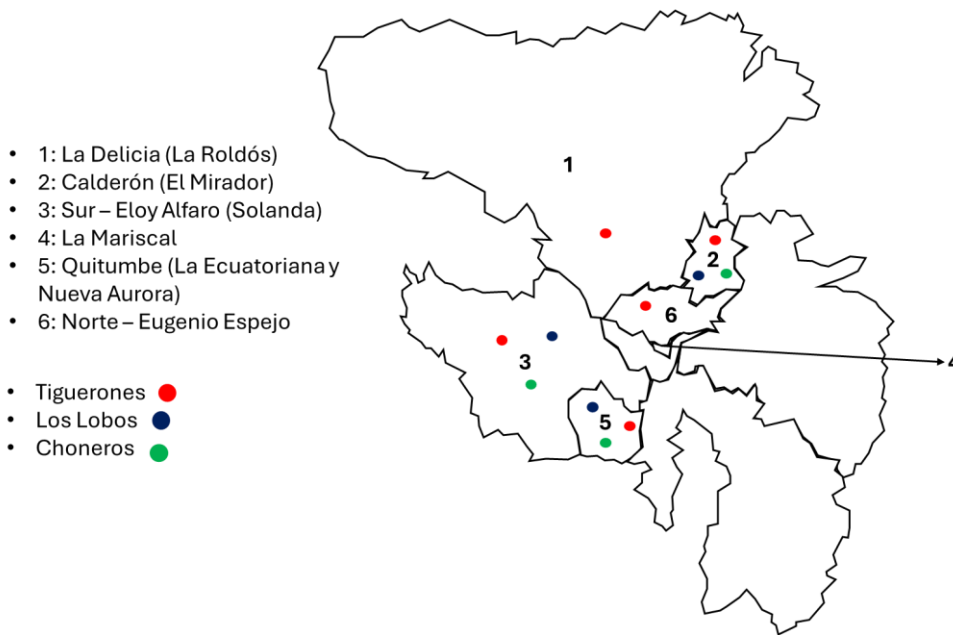 • 1: La Delicia (La Roldós)
• 2: Calderón (El Mirador)
• 3: Sur – Eloy Alfaro (Solanda)
• 4: La Mariscal
• 5: Quitumbe (La Ecuatoriana y
Nueva Aurora)
• 6: Norte – Eugenio Espejo
• Tiguerones
• Los Lobos
• Choneros
1
2
6
3
4
5